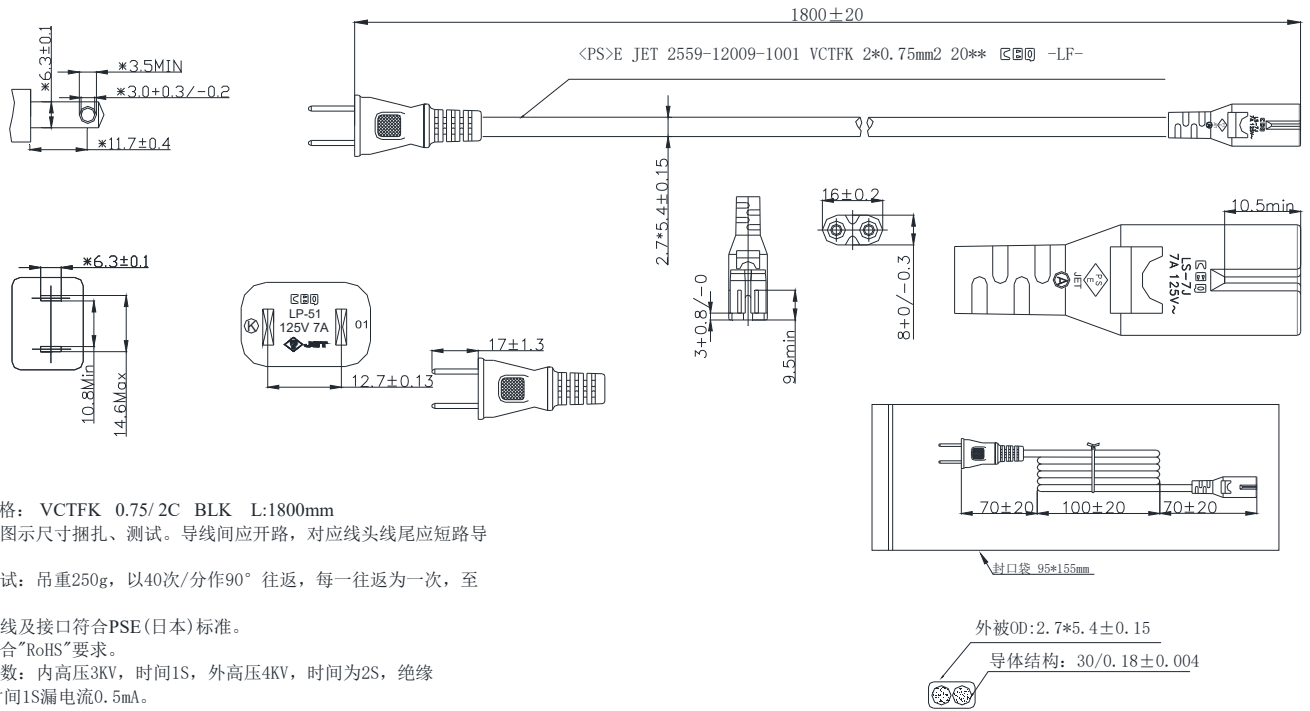 1800±20
<PS>E JET 2559-12009-1001 VCTFK 2*0.75mm2 20** CBQ -LF-
*6.3±0.1
*3.5MIN
*3.0+0.3/-0.2
*11.7±0.4
2.7*5.4±0.15
16±0.2
8+0/-0.3
3+0.8/-0
9.5min
10.5min
A
JET
PS
E
CBQ
LS-7J
7A 125V~
*6.3±0.1
10.8Min
14.6Max
CBQ
LP-51
125V 7A
K
01
JET
12.7±0.13
17±1.3
70±20
100±20
70±20
封口袋 95*155mm
格: VCTFK 0.75/2C BLK L:1800mm
图示尺寸捆扎、测试。导线间应开路，对应线头线尾应短路导
试: 吊重250g，以40次/分作90°往返，每一往返为一次，至
线及接口符合PSE(日本)标准。
合"RoHS"要求。
数: 内高压3KV，时间1S，外高压4KV，时间为2S，绝缘
间1S漏电流0.5mA。
外被OD:2.7*5.4±0.15
导体结构: 30/0.18±0.004